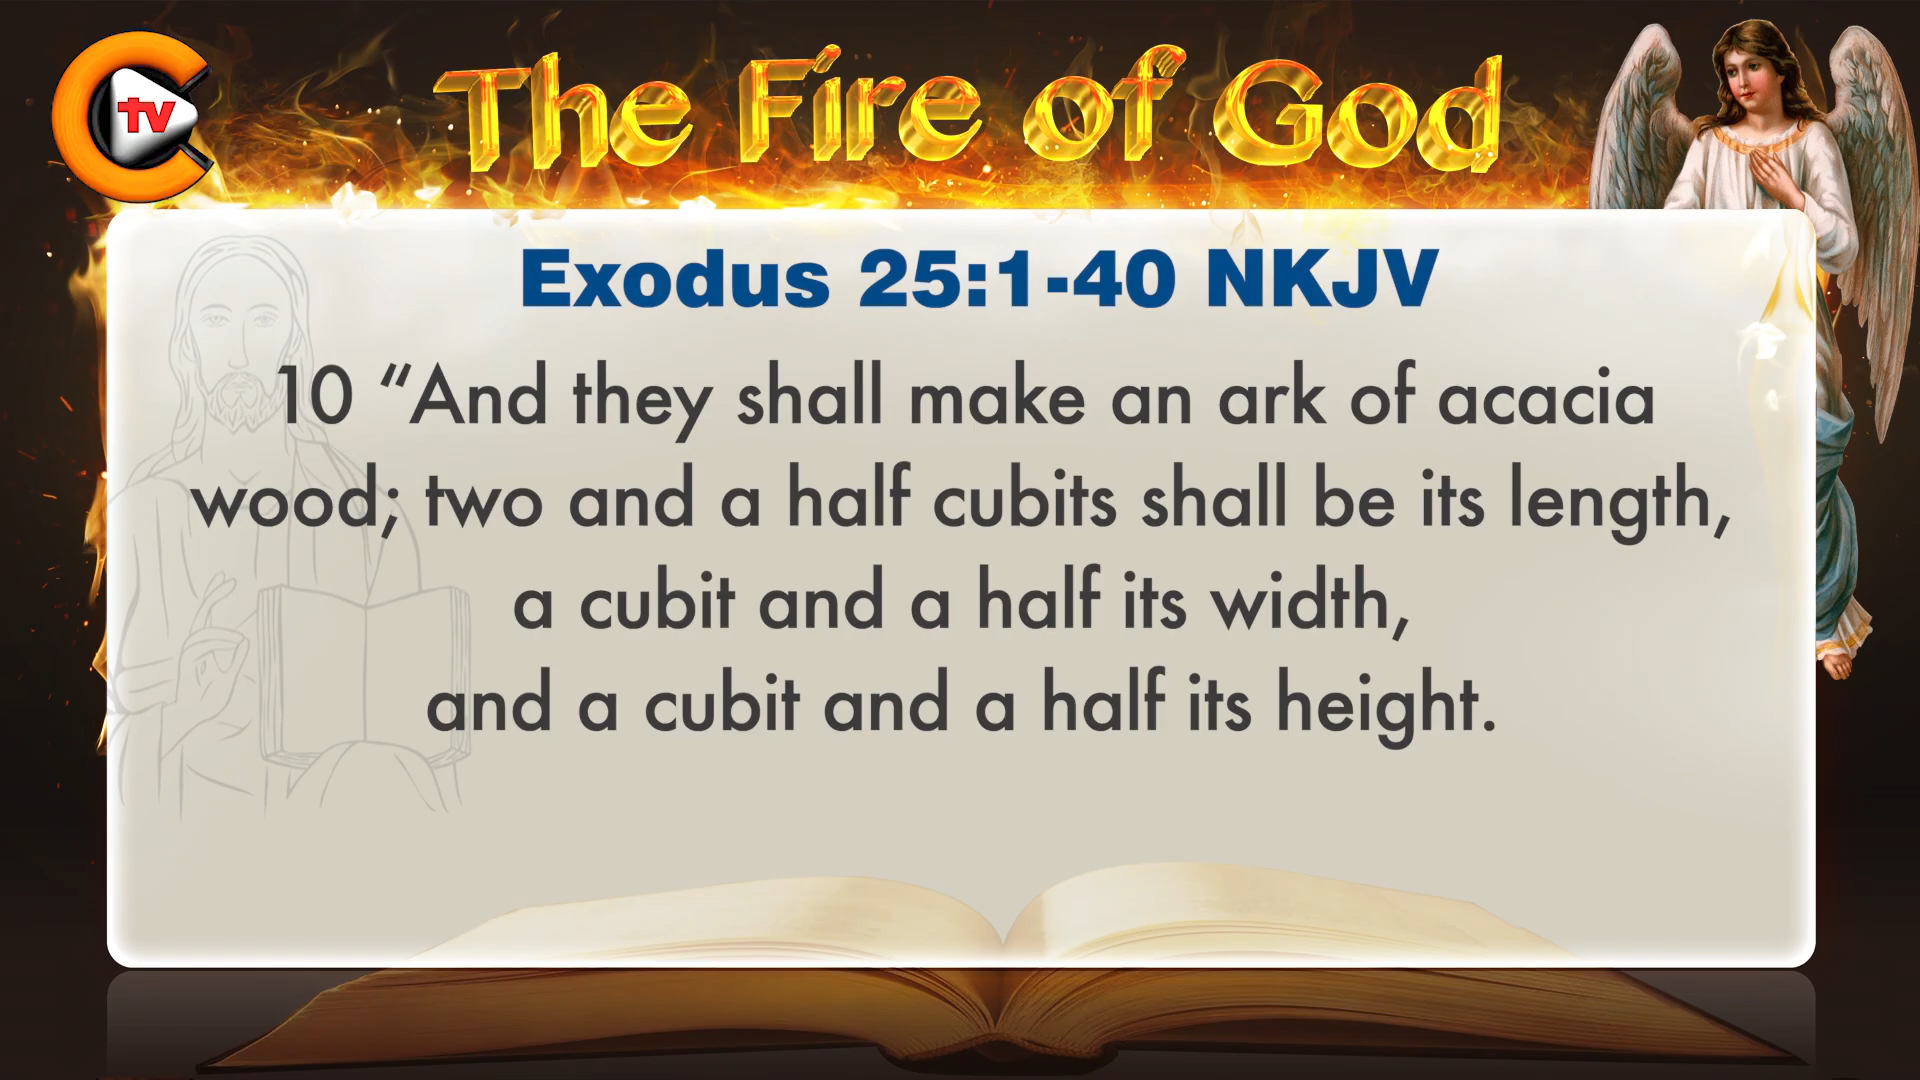 tv
The Fire of God
Exodus 25:1-40 NKJV
10 “And they shall make an ark of acacia
wood; two and a half cubits shall be its length,
a cubit and a half its width,
and a cubit and a half its height.